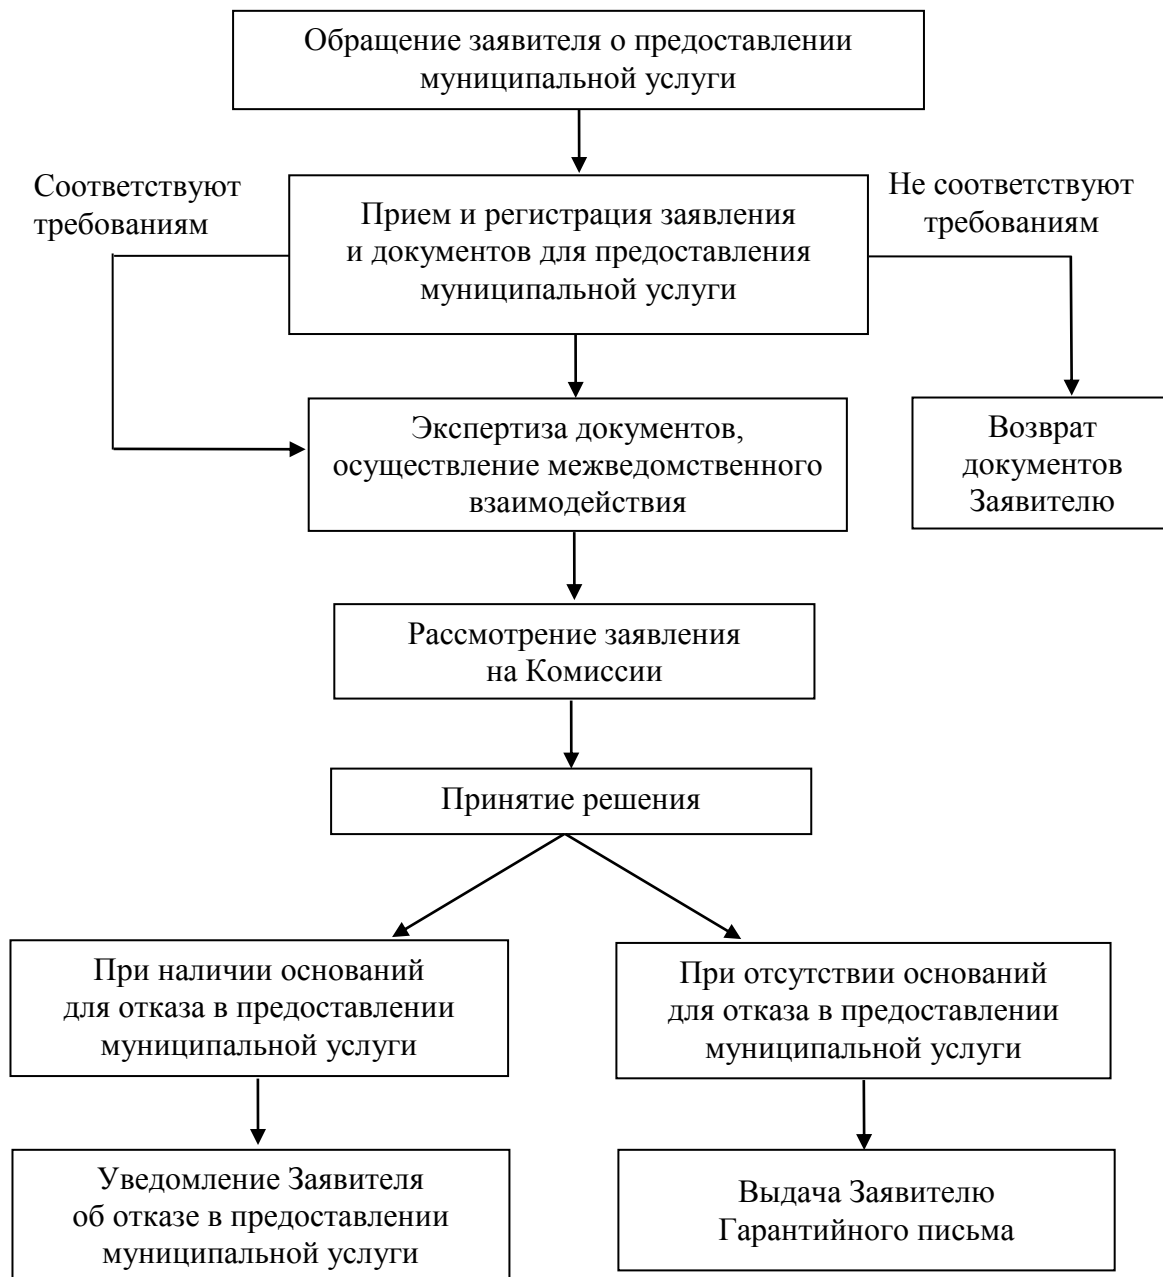 Обращение заявителя о предоставлении
муниципальной услуги
Соответствуют
требованиям
Прием и регистрация заявления
и документов для предоставления
муниципальной услуги
Не соответствуют
требованиям
Экспертиза документов,
осуществление межведомственного
взаимодействия
Возврат
документов
Заявителю
Рассмотрение заявления
на Комиссии
Принятие решения
При наличии оснований
для отказа в предоставлении
муниципальной услуги
При отсутствии оснований
для отказа в предоставлении
муниципальной услуги
Уведомление Заявителя
об отказе в предоставлении
муниципальной услуги
Выдача Заявителю
Гарантийного письма